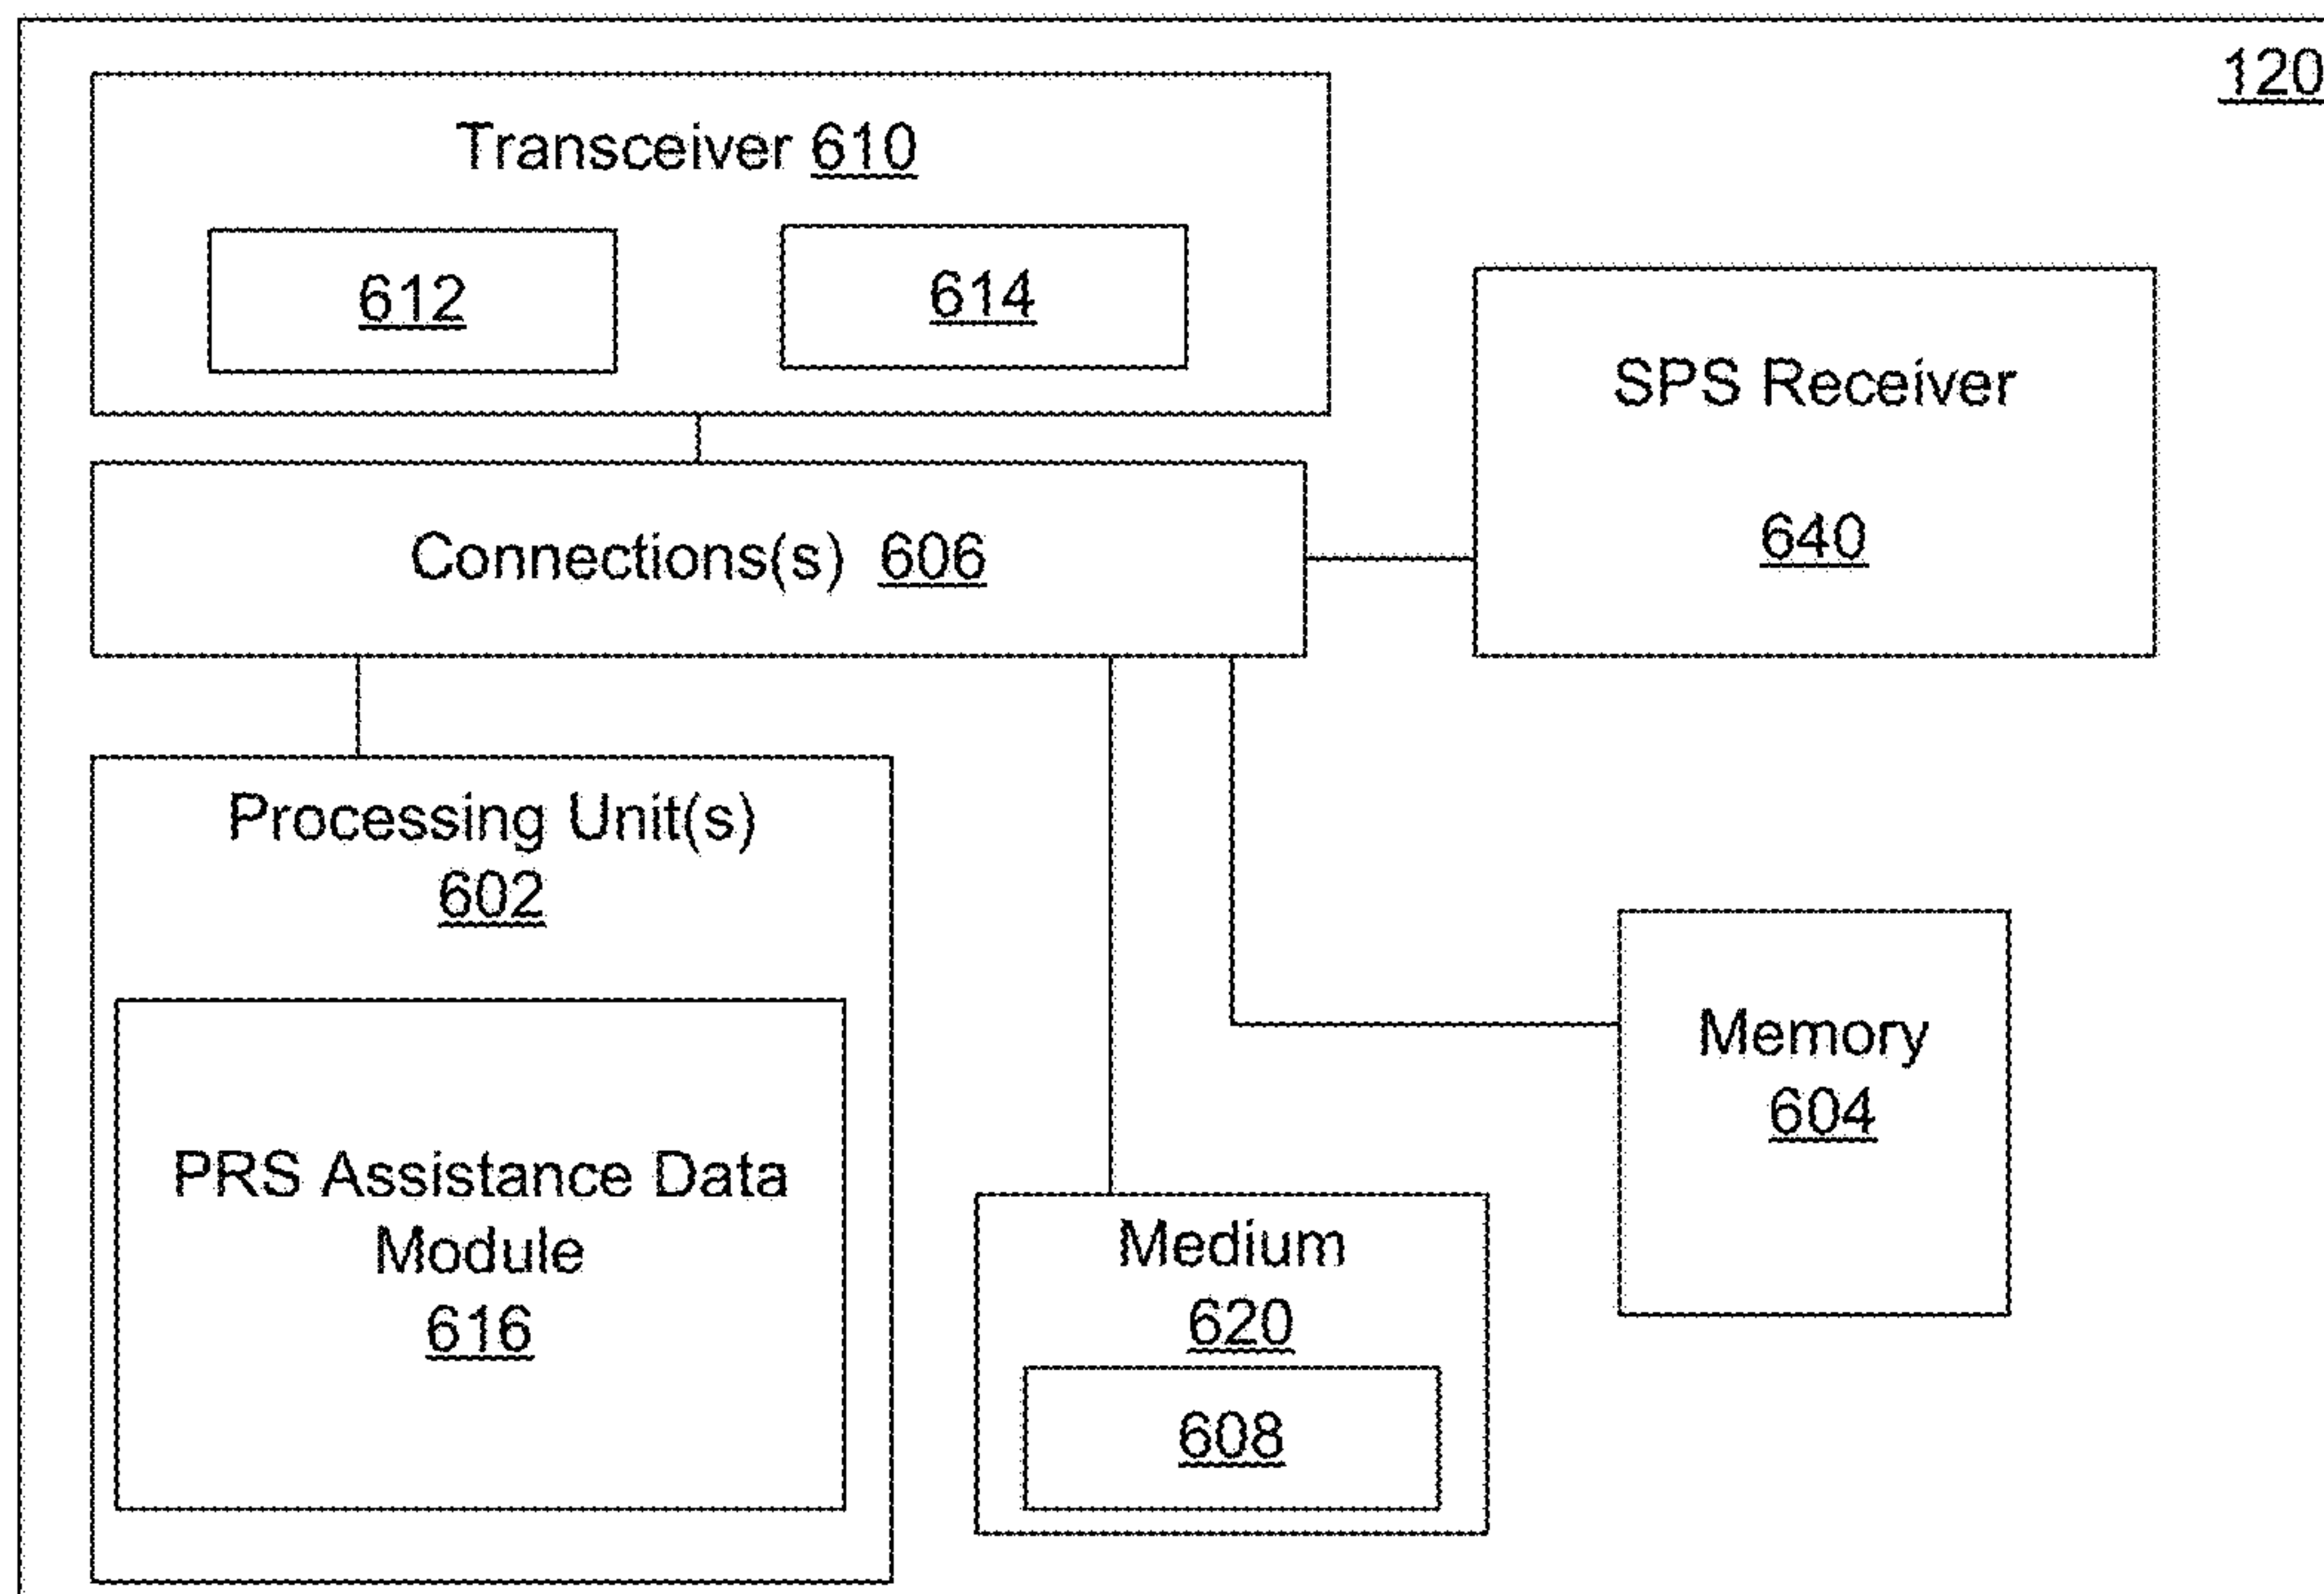 120
Transceiver 610
612
614
SPS Receiver
640
Connections(s) 606
Processing Unit(s)
602
PRS Assistance Data
Module
616
Medium
620
608
Memory
604